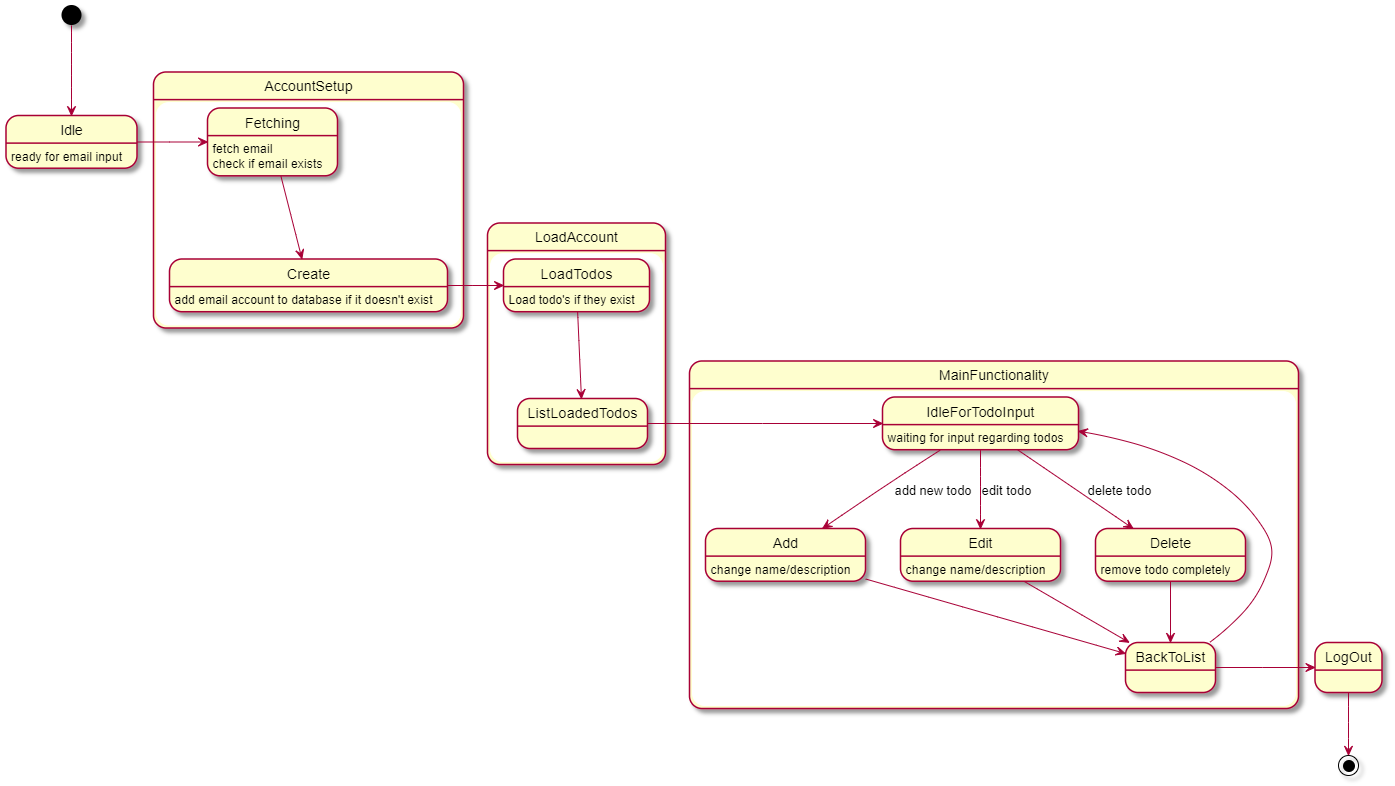 AccountSetup
Fetching
fetch email
check if email exists
Idle
ready for email input
Create
add email account to database if it doesn't exist
LoadAccount
LoadTodos
Load todo's if they exist
ListLoadedTodos
MainFunctionality
IdleForTodoInput
waiting for input regarding todos
add new todo
edit todo
delete todo
Add
change name/description
Edit
change name/description
Delete
remove todo completely
BackToList
LogOut